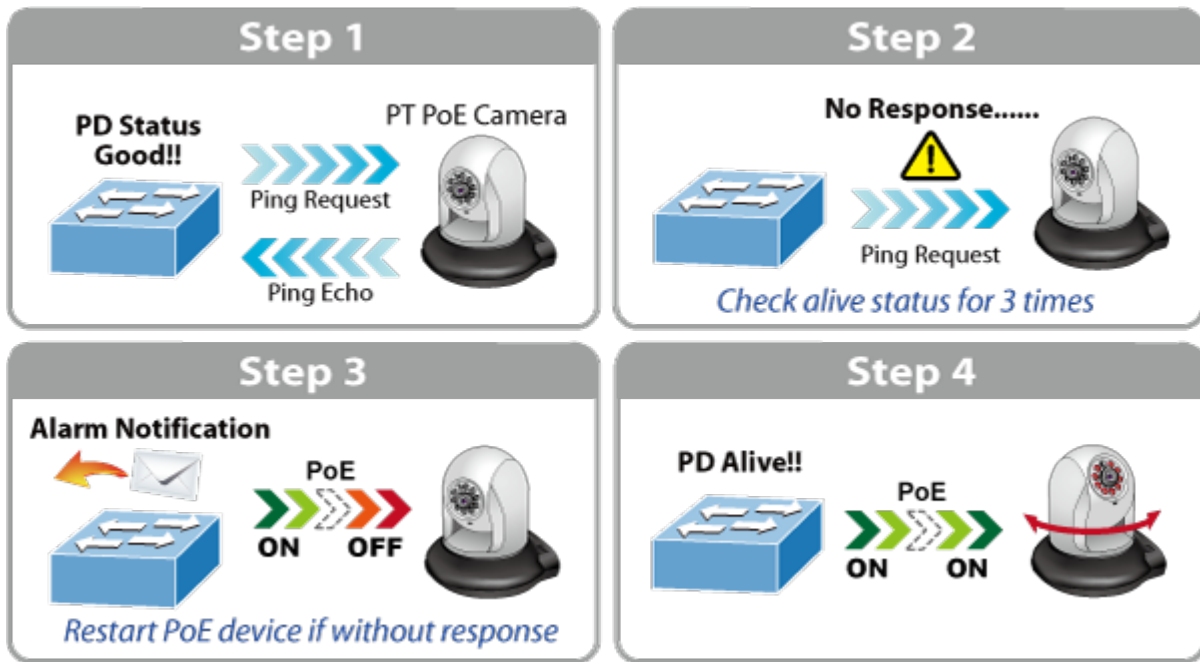 Step 1
PD Status
Good!!
PT PoE Camera
Ping Request
Ping Echo
Step 2
No Response......
Ping Request
Check alive status for 3 times
Step 3
Alarm Notification
PoE
ON OFF
Restart PoE device if without response
Step 4
PD Alive!!
PoE
ON ON